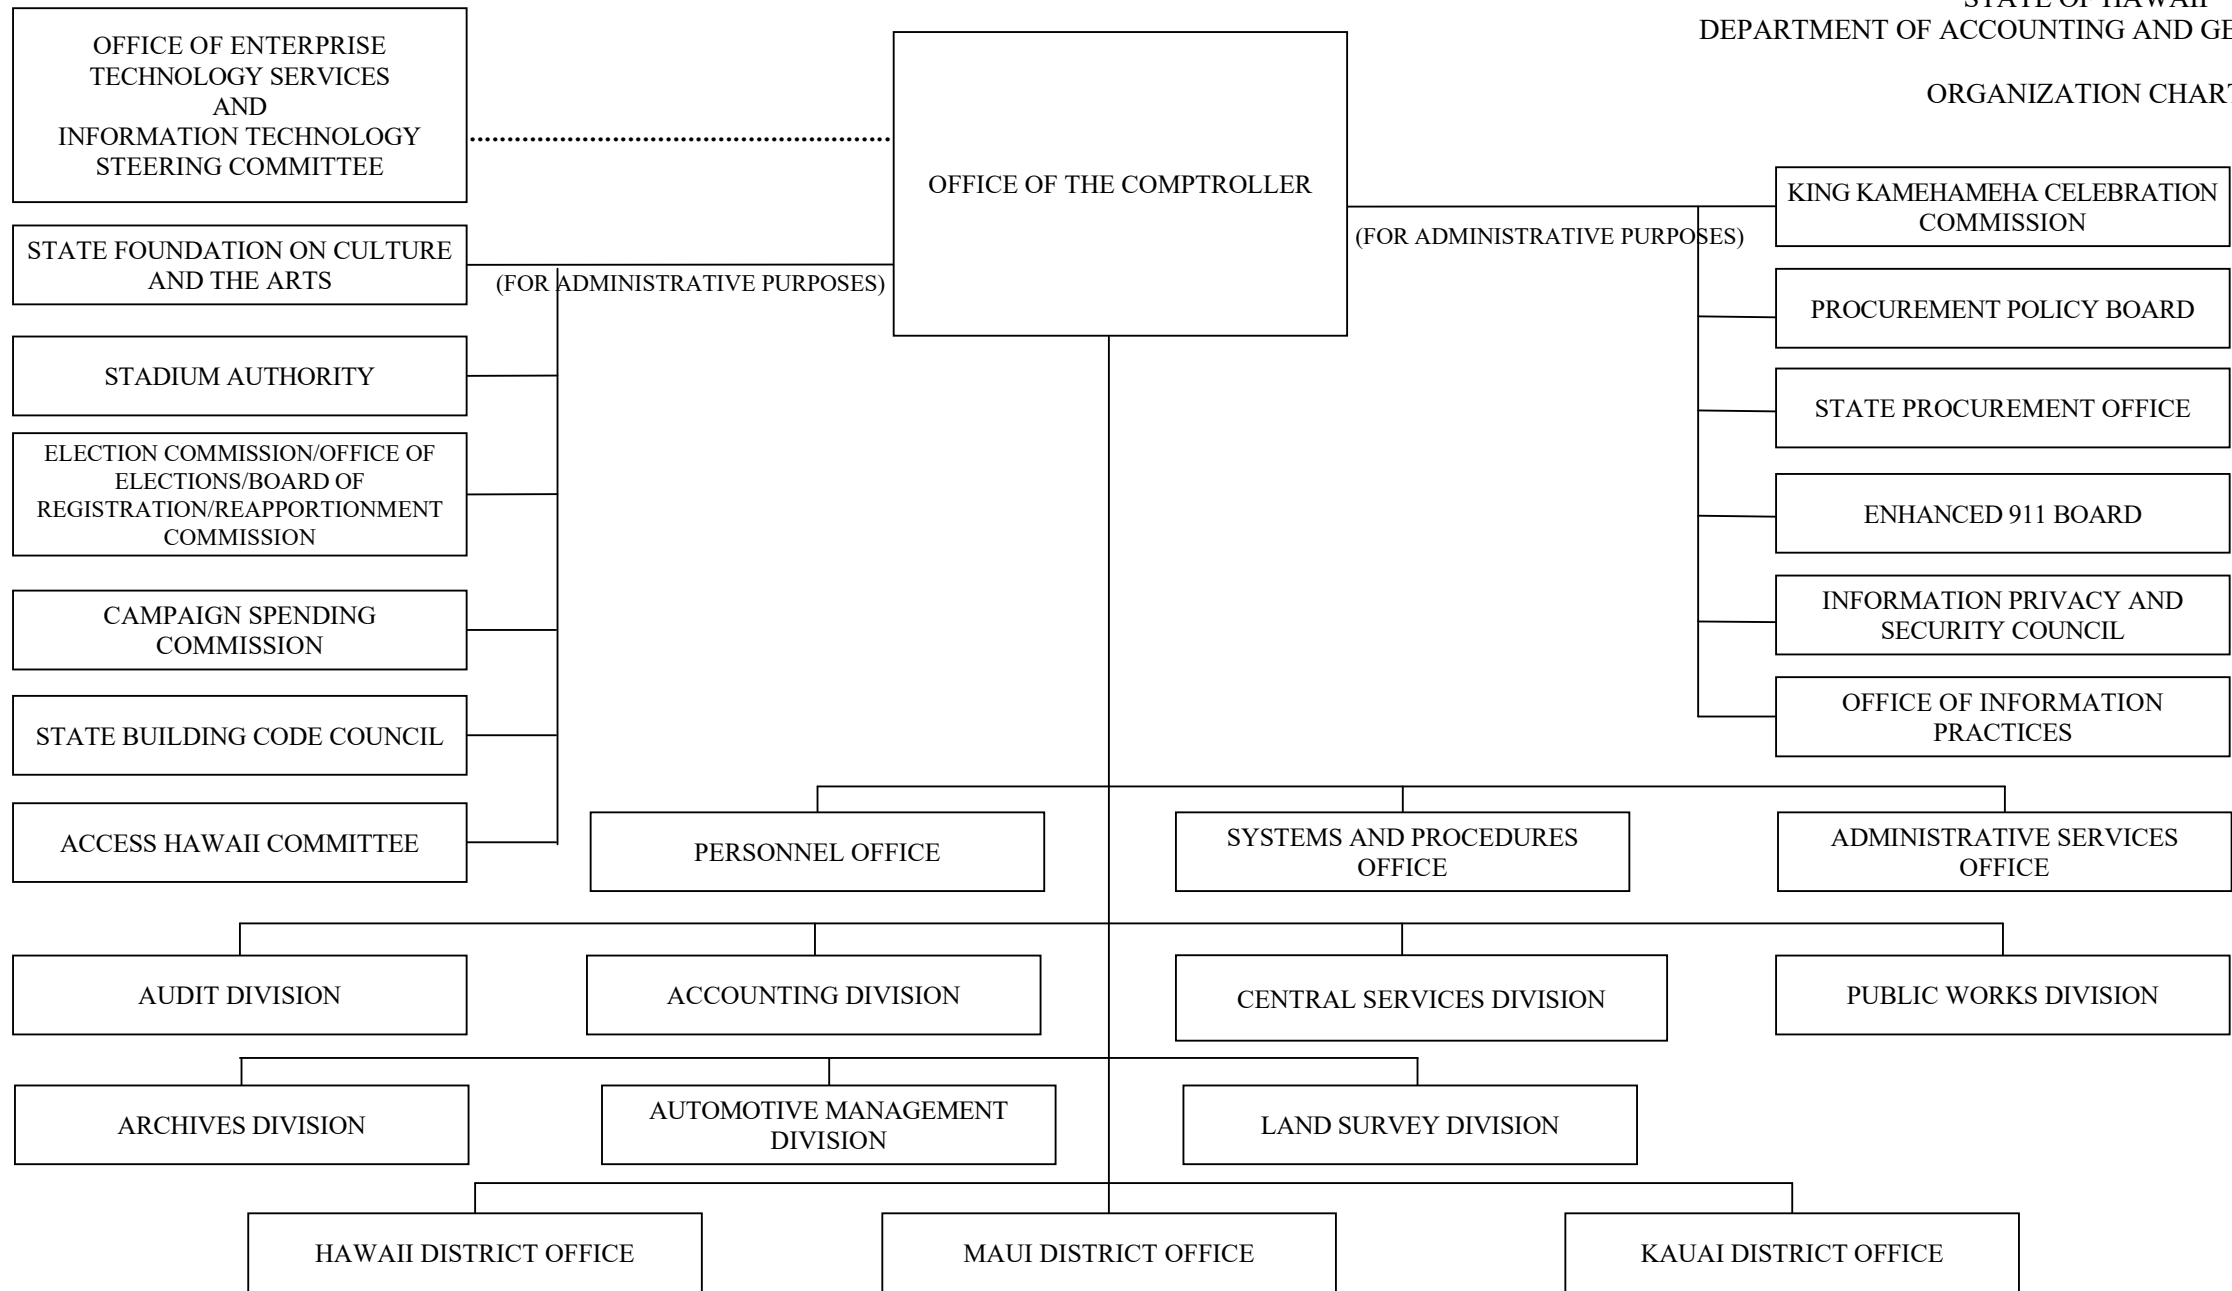 STATE OF HAWAII
DEPARTMENT OF ACCOUNTING AND GE
ORGANIZATION CHART
OFFICE OF ENTERPRISE
TECHNOLOGY SERVICES
AND
INFORMATION TECHNOLOGY
STEERING COMMITTEE
OFFICE OF THE COMPTROLLER
KING KAMEHAMEHA CELEBRATION
COMMISSION
(FOR ADMINISTRATIVE PURPOSES)
STATE FOUNDATION ON CULTURE
AND THE ARTS
(FOR ADMINISTRATIVE PURPOSES)
PROCUREMENT POLICY BOARD
STADIUM AUTHORITY
STATE PROCUREMENT OFFICE
ELECTION COMMISSION/OFFICE OF
ELECTIONS/BOARD OF
REGISTRATION/REAPPORTIONMENT
COMMISSION
ENHANCED 911 BOARD
CAMPAIGN SPENDING
COMMISSION
INFORMATION PRIVACY AND
SECURITY COUNCIL
STATE BUILDING CODE COUNCIL
OFFICE OF INFORMATION
PRACTICES
ACCESS HAWAII COMMITTEE
PERSONNEL OFFICE
SYSTEMS AND PROCEDURES
OFFICE
ADMINISTRATIVE SERVICES
OFFICE
AUDIT DIVISION
ACCOUNTING DIVISION
CENTRAL SERVICES DIVISION
PUBLIC WORKS DIVISION
ARCHIVES DIVISION
AUTOMOTIVE MANAGEMENT
DIVISION
LAND SURVEY DIVISION
HAWAII DISTRICT OFFICE
MAUI DISTRICT OFFICE
KAUAI DISTRICT OFFICE